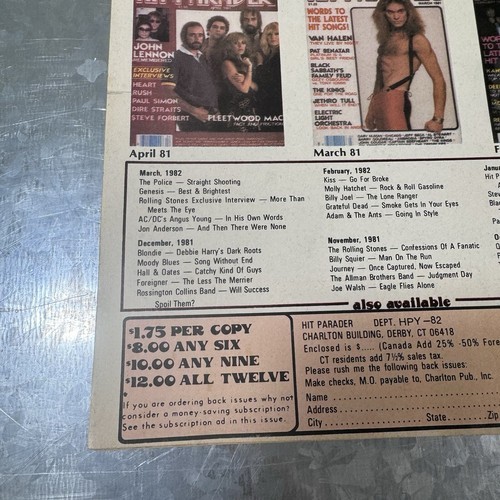 HIT PARADER
JOHN
LENNON
REMEMBERED
EXCLUSIVE
INTERVIEWS
HEART
RUSH
PAUL SIMON
DIRE STRAITS
STEVE FORBERT
FLEETWOOD MAC
FACT AND FRICTION
April 81
MARCH 1981
WORDS TO
THE LATEST
HIT SONGS!
VAN HALEN
PAT BENATAR
BLACK
SABBATH'S
FAMILY FEUD
THE KINKS
JETHRO TULL
ELECTRIC
LIGHT
ORCHESTRA
March 81
March, 1982
The Police — Straight Shooting
Genesis — Best & Brightest
Rolling Stones Exclusive Interview — More Than
Meets The Eye
AC/DC's Angus Young — In His Own Words
Jon Anderson — And Then There Were None
December, 1981
Blondie — Debbie Harry's Dark Roots
Moody Blues — Song Without End
Hall & Oates — Catchy Kind Of Guys
Foreigner — The Less The Merrier
Rossington Collins Band — Will Success
Spoil Them?
February, 1982
Kiss — Go For Broke
Molly Hatchet — Rock & Roll Gasoline
Billy Joel — The Lone Ranger
Grateful Dead — Smoke Gets In Your Eyes
Adam & The Ants — Going In Style
November, 1981
The Rolling Stones — Confessions Of A Fanatic
Billy Squier — Man On The Run
Journey — Once Captured, Now Escaped
The Allman Brothers Band — Judgment Day
Joe Walsh — Eagle Flies Alone
also available
$1.75 PER COPY
$8.00 ANY SIX
$10.00 ANY NINE
$12.00 ALL TWELVE
If you are ordering back issues why not
consider a money-saving subscription?
See the subscription ad in this issue.
HIT PARADER DEPT. HPY-82
CHARLTON BUILDING, DERBY, CT 06418
Enclosed is $..... (Canada Add 25% -50% Forei
CT residents add 7½% sales tax.
Please rush me the following back issues:
Make checks, M.O. payable to, Charlton Pub., Inc.
Name
Address
City State Zip